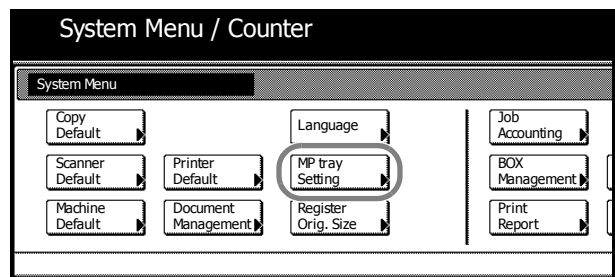 System Menu / Counter
System Menu
Copy
Default
Language
Job
Accounting
Scanner
Default
Printer
Default
MP tray
Setting
BOX
Management
Machine
Default
Document
Management
Register
Orig. Size
Print
Report